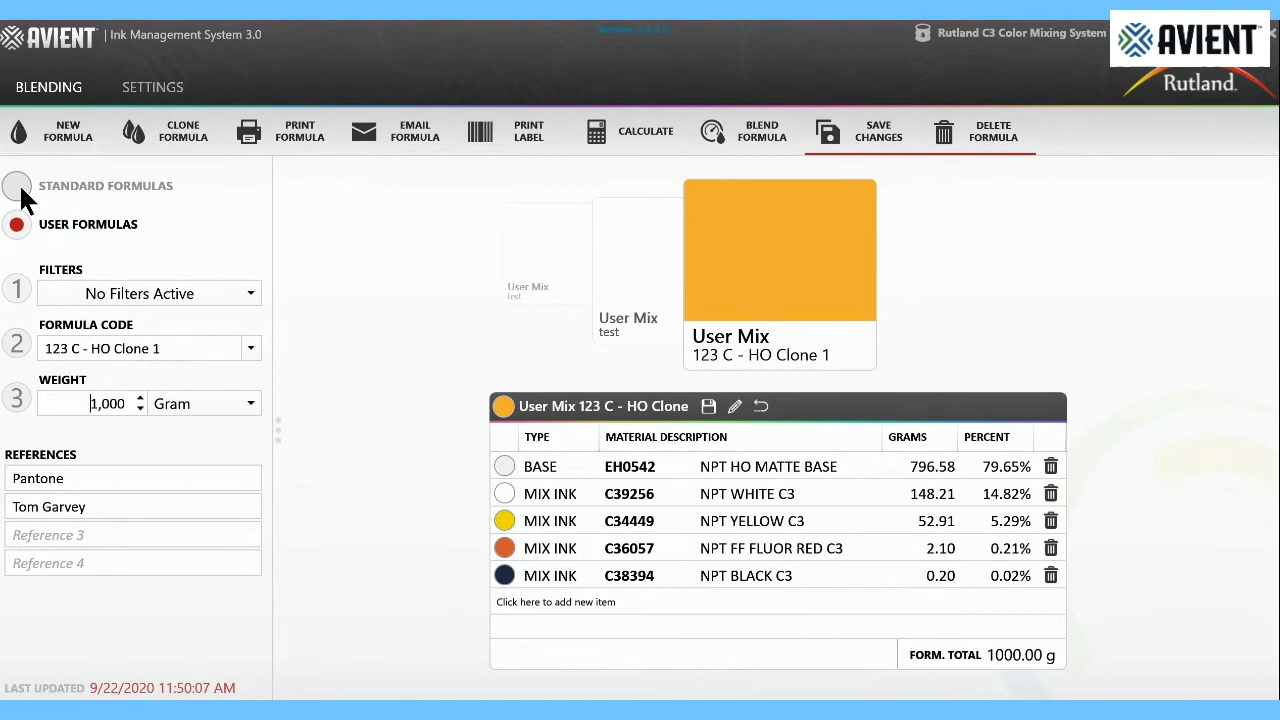 AVIENT™ | Ink Management System 3.0
Rutland C3 Color Mixing System
AVIENT
Rutland.
BLENDING SETTINGS
NEW FORMULA
CLONE FORMULA
PRINT FORMULA
EMAIL FORMULA
PRINT LABEL
CALCULATE
BLEND FORMULA
SAVE CHANGES
DELETE FORMULA
STANDARD FORMULAS
USER FORMULAS
FILTERS
1 No Filters Active
FORMULA CODE
2 123 C - HO Clone 1
WEIGHT
3 1,000 Gram
REFERENCES
Pantone
Tom Garvey
Reference 3
Reference 4
LAST UPDATED 9/22/2020 11:50:07 AM
User Mix
test
User Mix
test
User Mix
123 C - HO Clone 1
User Mix 123 C - HO Clone
TYPE MATERIAL DESCRIPTION GRAMS PERCENT
BASE EH0542 NPT HO MATTE BASE 796.58 79.65%
MIX INK C39256 NPT WHITE C3 148.21 14.82%
MIX INK C34449 NPT YELLOW C3 52.91 5.29%
MIX INK C36057 NPT FF FLUOR RED C3 2.10 0.21%
MIX INK C38394 NPT BLACK C3 0.20 0.02%
Click here to add new item
FORM. TOTAL 1000.00 g